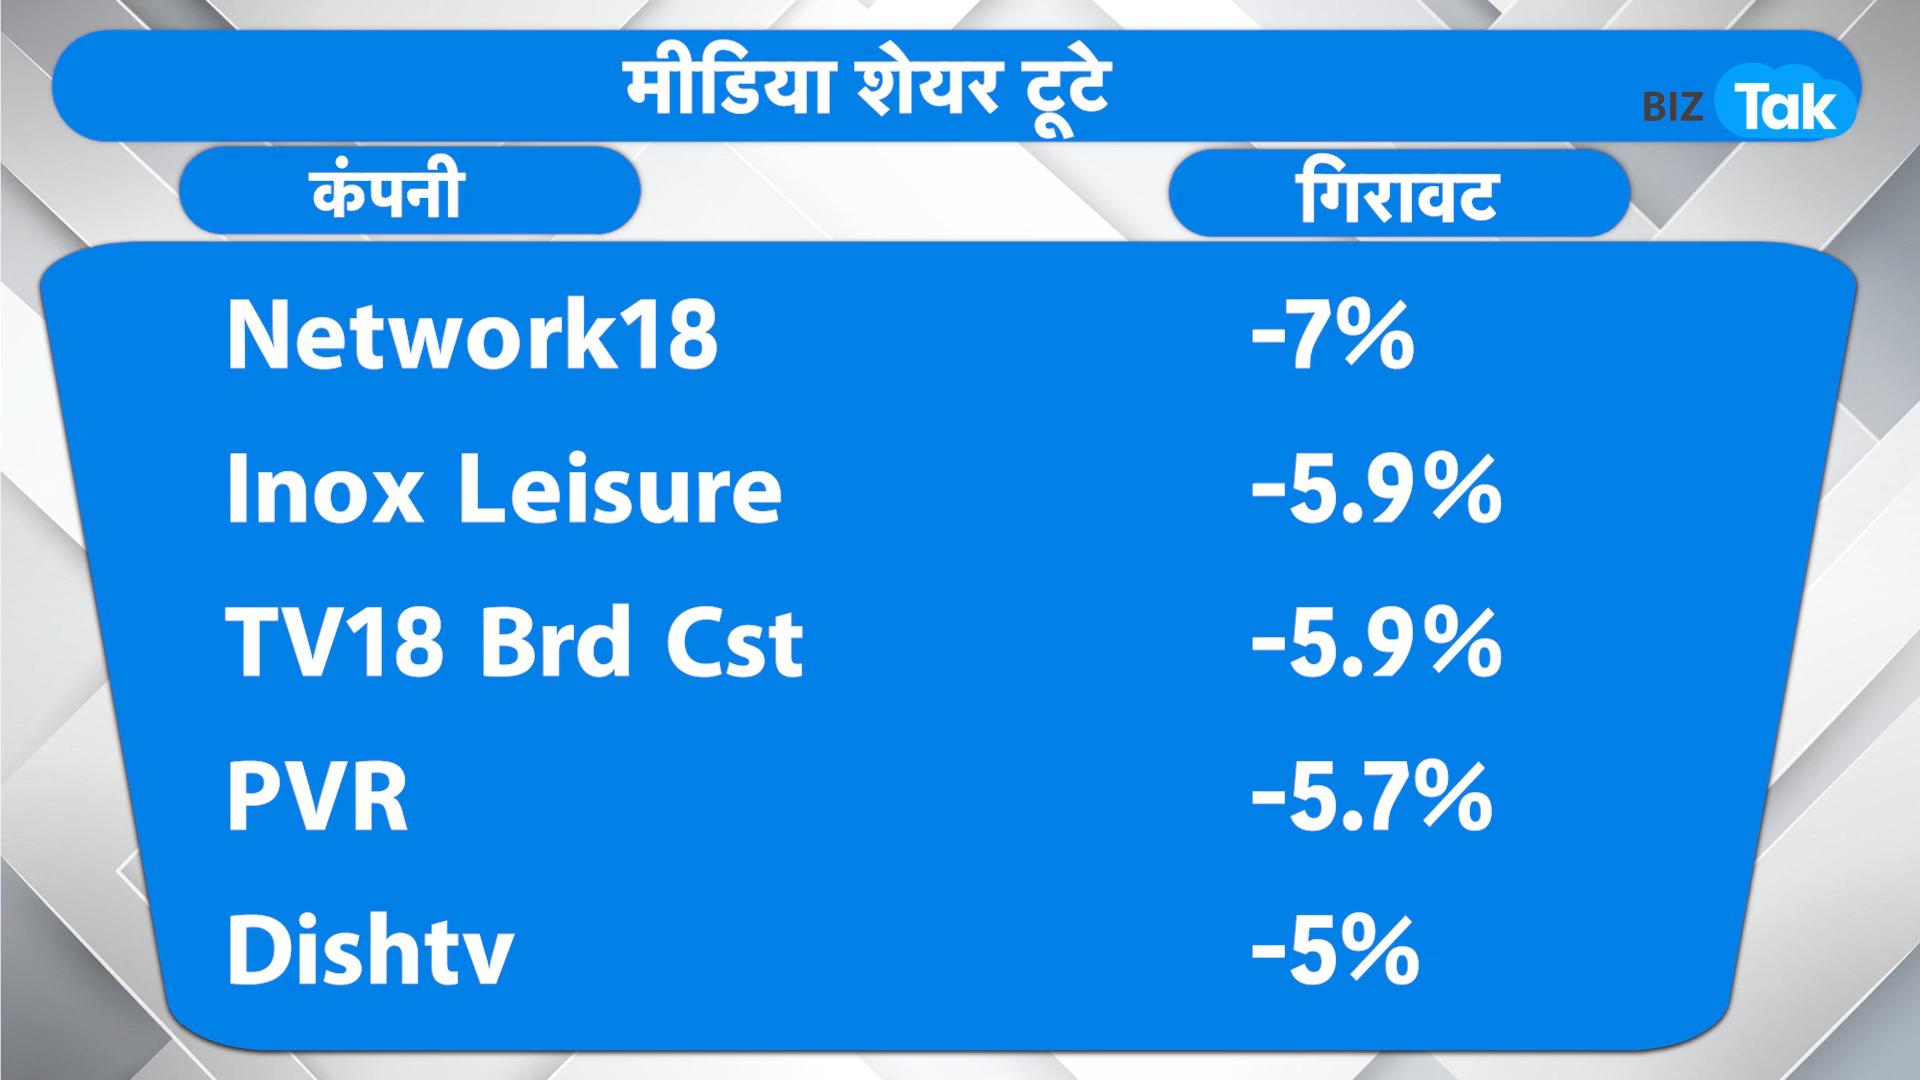 मीडिया शेयर टूटे
BIZ Tak
कंपनी गिरावट
Network18 -7%
Inox Leisure -5.9%
TV18 Brd Cst -5.9%
PVR -5.7%
Dishtv -5%